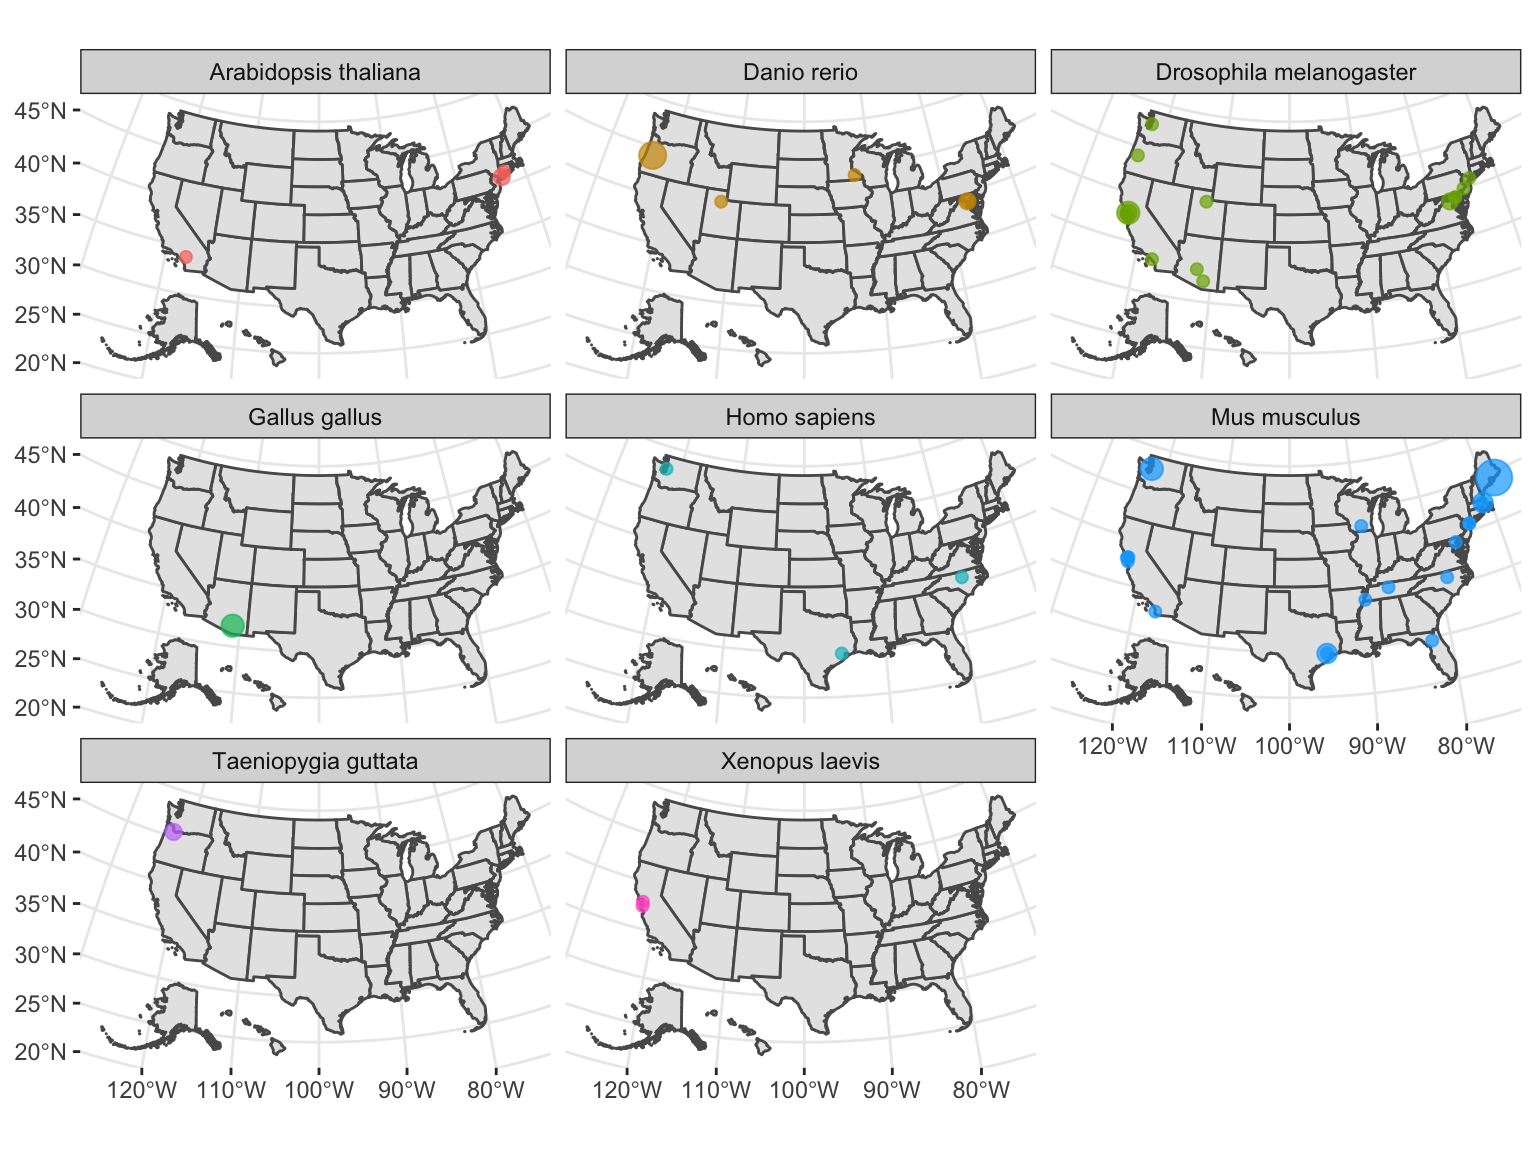 Arabidopsis thaliana
Danio rerio
Drosophila melanogaster
45°N
40°N
35°N
30°N
25°N
20°N
Gallus gallus
Homo sapiens
Mus musculus
45°N
40°N
35°N
30°N
25°N
20°N
120°W 110°W 100°W 90°W 80°W
Taeniopygia guttata
Xenopus laevis
45°N
40°N
35°N
30°N
25°N
20°N
120°W 110°W 100°W 90°W 80°W
120°W 110°W 100°W 90°W 80°W